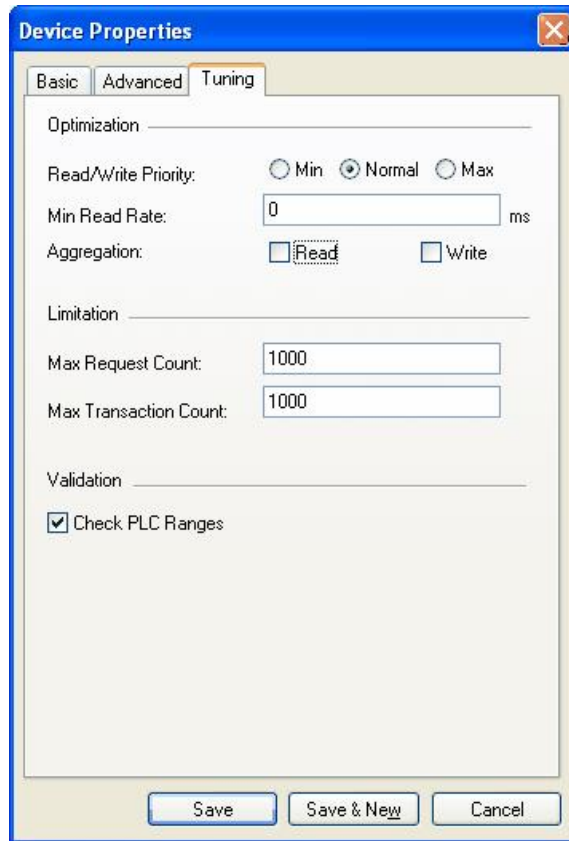 Device Properties
Basic Advanced Tuning
Optimization
Read/Write Priority: Min Normal Max
Min Read Rate: 0 ms
Aggregation: Read Write
Limitation
Max Request Count: 1000
Max Transaction Count: 1000
Validation
Check PLC Ranges
Save Save & New Cancel